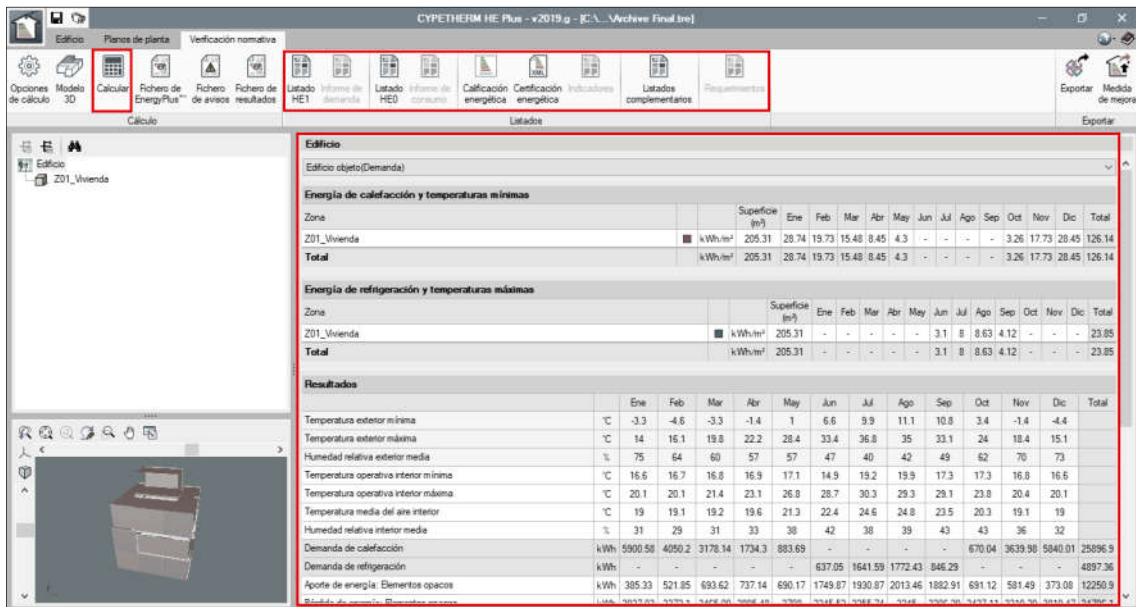 CYPETHERM HE Plus - v2019.g - [C:\...\Archive Final.tre]
Edificio Planos de planta Verificación normativa
Opciones de cálculo Modelo 3D Calcular Fichero de EnergyPlus™ Fichero de avisos Fichero de resultados Listado HE1 Informe de demanda Listado HE0 Informe de consumo Calificación energética Certificación energética Indicadores Listados complementarios Requerimientos Exportar Medida de mejora
Cálculo Listados Exportar
Edificio
Z01_Vivienda
Edificio
Edificio objeto(Demanda)
Energía de calefacción y temperaturas mínimas
Zona Superficie (m²) Ene Feb Mar Abr May Jun Jul Ago Sep Oct Nov Dic Total
Z01_Vivienda kWh/m² 205.31 28.74 19.73 15.48 8.45 4.3 - - - - 3.26 17.73 28.45 126.14
Total kWh/m² 205.31 28.74 19.73 15.48 8.45 4.3 - - - - 3.26 17.73 28.45 126.14
Energía de refrigeración y temperaturas máximas
Zona Superficie (m²) Ene Feb Mar Abr May Jun Jul Ago Sep Oct Nov Dic Total
Z01_Vivienda kWh/m² 205.31 - - - - - 3.1 8 8.63 4.12 - - - 23.85
Total kWh/m² 205.31 - - - - - 3.1 8 8.63 4.12 - - - 23.85
Resultados
Ene Feb Mar Abr May Jun Jul Ago Sep Oct Nov Dic Total
Temperatura exterior mínima °C -3.3 -4.6 -3.3 -1.4 1 6.6 9.9 11.1 10.8 3.4 -1.4 -4.4
Temperatura exterior máxima °C 14 16.1 19.8 22.2 28.4 33.4 36.8 35 33.1 24 18.4 15.1
Humedad relativa exterior media % 75 64 60 57 57 47 40 42 49 62 70 73
Temperatura operativa interior mínima °C 16.6 16.7 16.8 16.9 17.1 14.9 19.2 19.9 17.3 17.3 16.8 16.6
Temperatura operativa interior máxima °C 20.1 20.1 21.4 23.1 26.8 28.7 30.3 29.3 29.1 23.8 20.4 20.1
Temperatura media del aire interior °C 19 19.1 19.2 19.6 21.3 22.4 24.6 24.8 23.5 20.3 19.1 19
Humedad relativa interior media % 31 29 31 33 38 42 38 39 43 43 36 32
Demanda de calefacción kWh 5900.58 4050.2 3178.14 1734.3 883.69 - - - - 670.04 3639.98 5840.01 25896.9
Demanda de refrigeración kWh - - - - - 637.05 1641.59 1772.43 846.29 - - - 4897.36
Aporte de energía: Elementos opacos kWh 385.33 521.85 693.62 737.14 690.17 1749.87 1930.87 2013.46 1882.91 691.12 581.49 373.08 12250.9